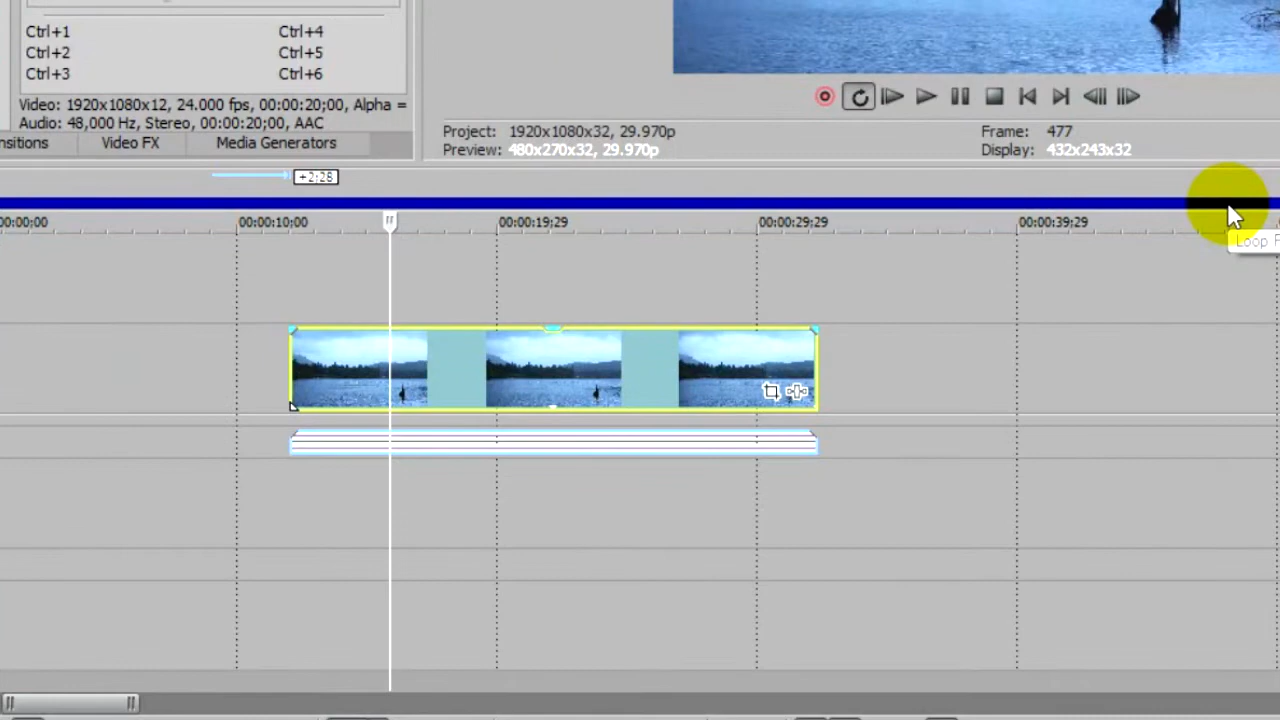 Ctrl+1 Ctrl+4
Ctrl+2 Ctrl+5
Ctrl+3 Ctrl+6
Video: 1920x1080x12, 24.000 fps, 00:00:20;00, Alpha =
Audio: 48,000 Hz, Stereo, 00:00:20;00, AAC
nsitions Video FX Media Generators
Project: 1920x1080x32, 29.970p
Preview: 480x270x32, 29.970p
Frame: 477
Display: 432x243x32
+2;28
00:00;00 00:00:10;00 00:00:19;29 00:00:29;29 00:00:39;29
Loop